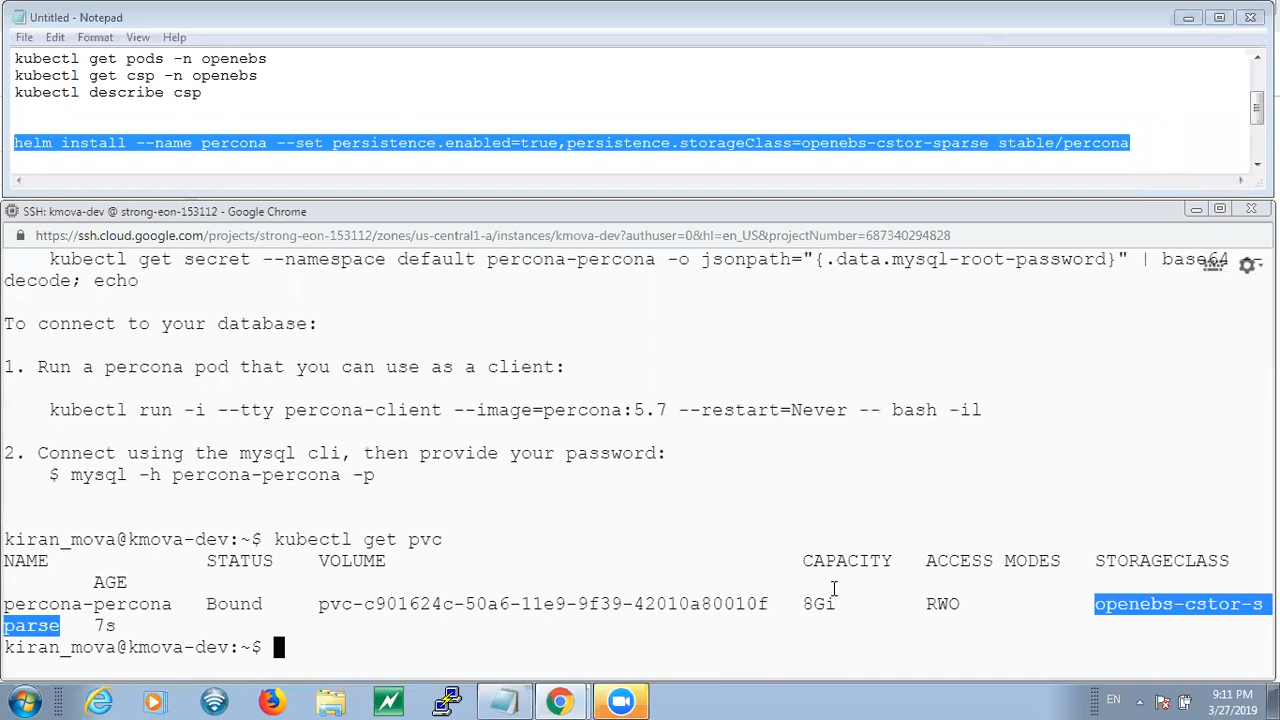 Untitled - Notepad
File Edit Format View Help
kubectl get pods -n openebs
kubectl get csp -n openebs
kubectl describe csp
helm install --name percona --set persistence.enabled=true,persistence.storageClass=openebs-cstor-sparse stable/percona
SSH: kmova-dev @ strong-eon-153112 - Google Chrome
https://ssh.cloud.google.com/projects/strong-eon-153112/zones/us-central1-a/instances/kmova-dev?authuser=0&hl=en_US&projectNumber=687340294828
kubectl get secret --namespace default percona-percona -o jsonpath="{.data.mysql-root-password}" | base64 --
decode; echo
To connect to your database:
1. Run a percona pod that you can use as a client:
kubectl run -i --tty percona-client --image=percona:5.7 --restart=Never -- bash -il
2. Connect using the mysql cli, then provide your password:
$ mysql -h percona-percona -p
kiran_mova@kmova-dev:~$ kubectl get pvc
NAME STATUS VOLUME CAPACITY ACCESS MODES STORAGECLASS
AGE
percona-percona Bound pvc-c901624c-50a6-11e9-9f39-42010a80010f 8Gi RWO openebs-cstor-s
parse 7s
kiran_mova@kmova-dev:~$
EN
9:11 PM
3/27/2019